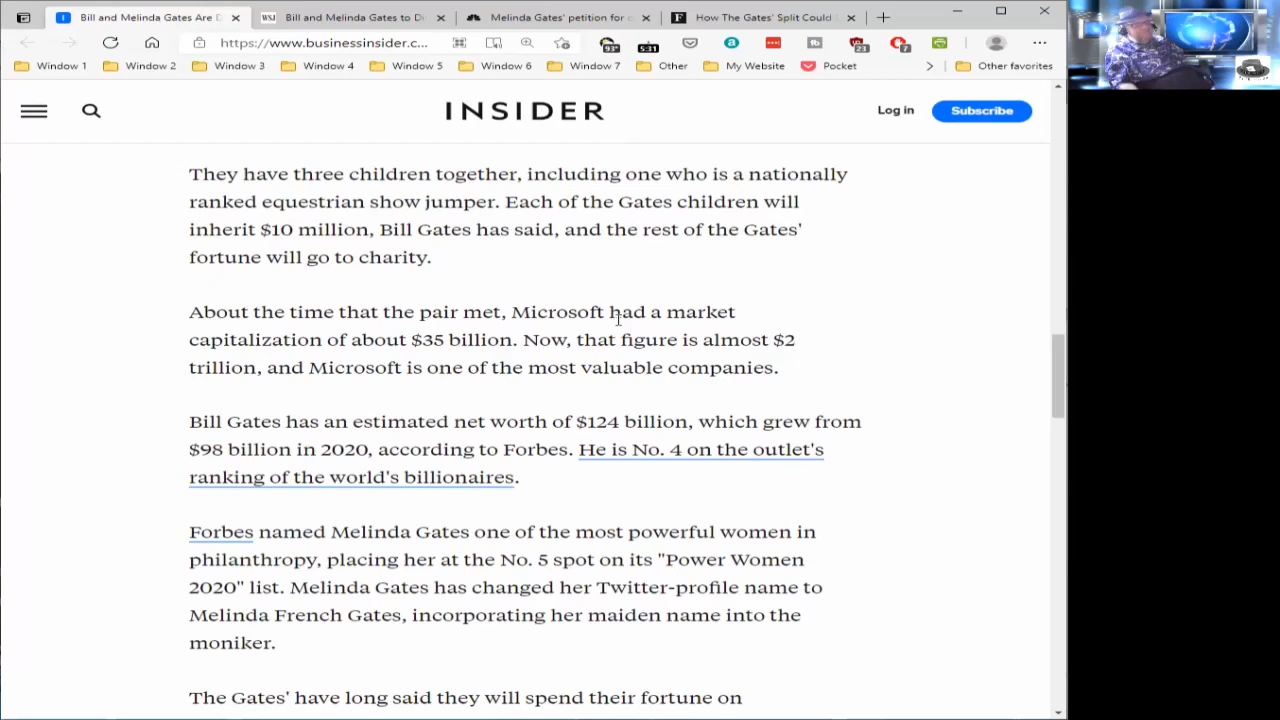 Bill and Melinda Gates Are D
Bill and Melinda Gates to Di
Melinda Gates' petition for
How The Gates' Split Could
https://www.businessinsider.c...
93°
5:31
23
7
Window 1
Window 2
Window 3
Window 4
Window 5
Window 6
Window 7
Other
My Website
Pocket
Other favorites
INSIDER
Log in
Subscribe
They have three children together, including one who is a nationally
ranked equestrian show jumper. Each of the Gates children will
inherit $10 million, Bill Gates has said, and the rest of the Gates'
fortune will go to charity.
About the time that the pair met, Microsoft had a market
capitalization of about $35 billion. Now, that figure is almost $2
trillion, and Microsoft is one of the most valuable companies.
Bill Gates has an estimated net worth of $124 billion, which grew from
$98 billion in 2020, according to Forbes. He is No. 4 on the outlet's
ranking of the world's billionaires.
Forbes named Melinda Gates one of the most powerful women in
philanthropy, placing her at the No. 5 spot on its "Power Women
2020" list. Melinda Gates has changed her Twitter-profile name to
Melinda French Gates, incorporating her maiden name into the
moniker.
The Gates' have long said they will spend their fortune on